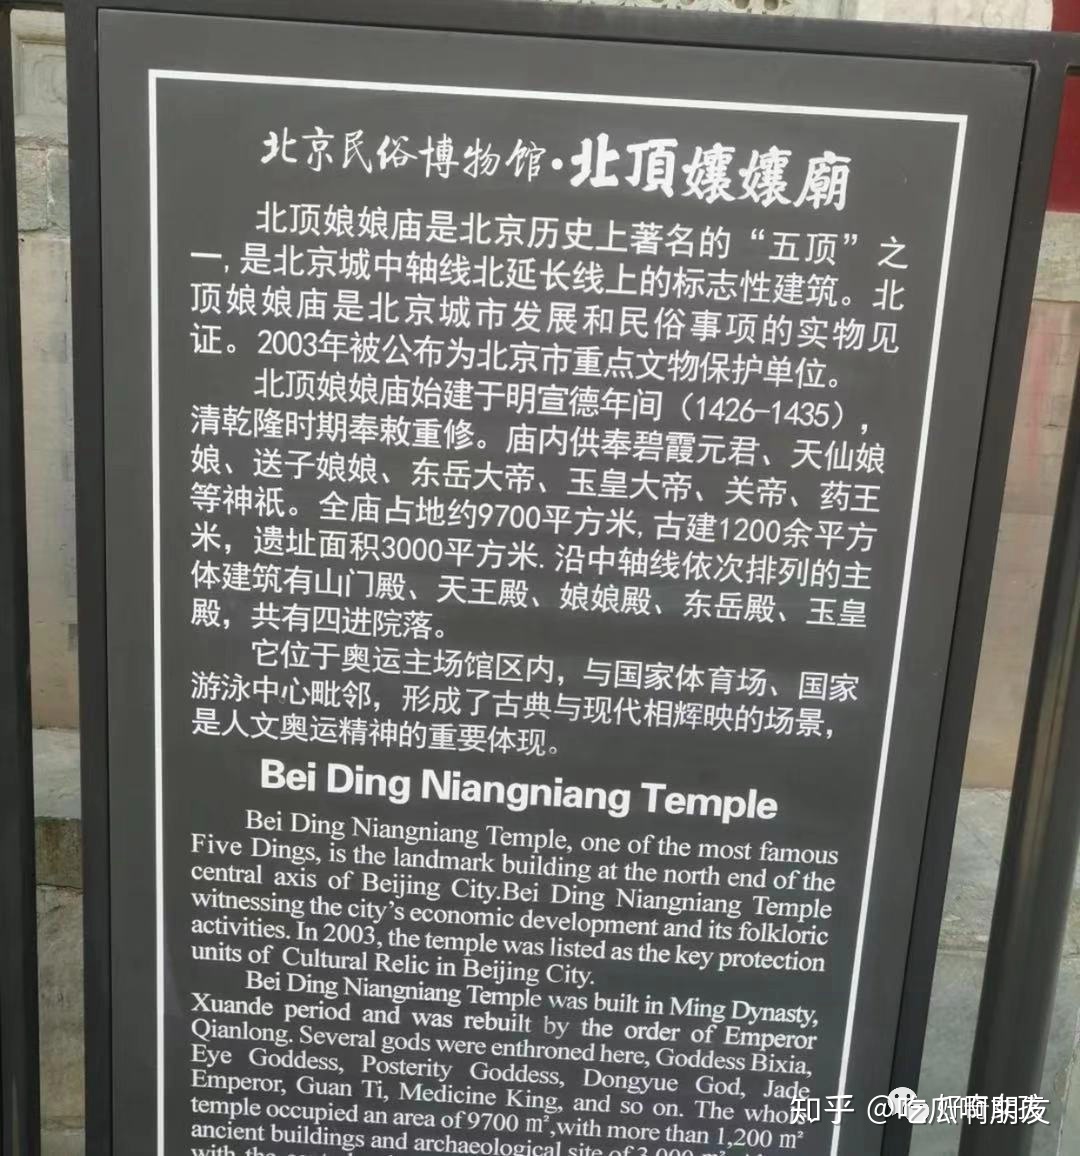 北京民俗博物馆·北頂孃孃廟
北顶娘娘庙是北京历史上著名的“五顶”之
一,是北京城中轴线北延长线上的标志性建筑。北
顶娘娘庙是北京城市发展和民俗事项的实物见
证。2003年被公布为北京市重点文物保护单位。
北顶娘娘庙始建于明宣德年间（1426-1435），
清乾隆时期奉敕重修。庙内供奉碧霞元君、天仙娘
娘、送子娘娘、东岳大帝、玉皇大帝、关帝、药王
等神祇。全庙占地约9700平方米,古建1200余平方
米，遗址面积3000平方米.沿中轴线依次排列的主
体建筑有山门殿、天王殿、娘娘殿、东岳殿、玉皇
殿，共有四进院落。
它位于奥运主场馆区内，与国家体育场、国家
游泳中心毗邻，形成了古典与现代相辉映的场景，
是人文奥运精神的重要体现。
Bei Ding Niangniang Temple
Bei Ding Niangniang Temple, one of the most famous
Five Dings, is the landmark building at the north end of the
central axis of Beijing City.Bei Ding Niangniang Temple
witnessing the city's economic development and its folkloric
activities. In 2003, the temple was listed as the key protection
units of Cultural Relic in Beijing City.
Bei Ding Niangniang Temple was built in Ming Dynasty,
Xuande period and was rebuilt by the order of Emperor
Qianlong. Several gods were enthroned here, Goddess Bixia,
Eye Goddess, Posterity Goddess, Dongyue God, Jade
Emperor, Guan Ti, Medicine King, and so on. The whole
temple occupied an area of 9700 m²,with more than 1,200 m²
ancient buildings and archaeological site of 3,000 m²
知乎 @吃瓜啊朋友